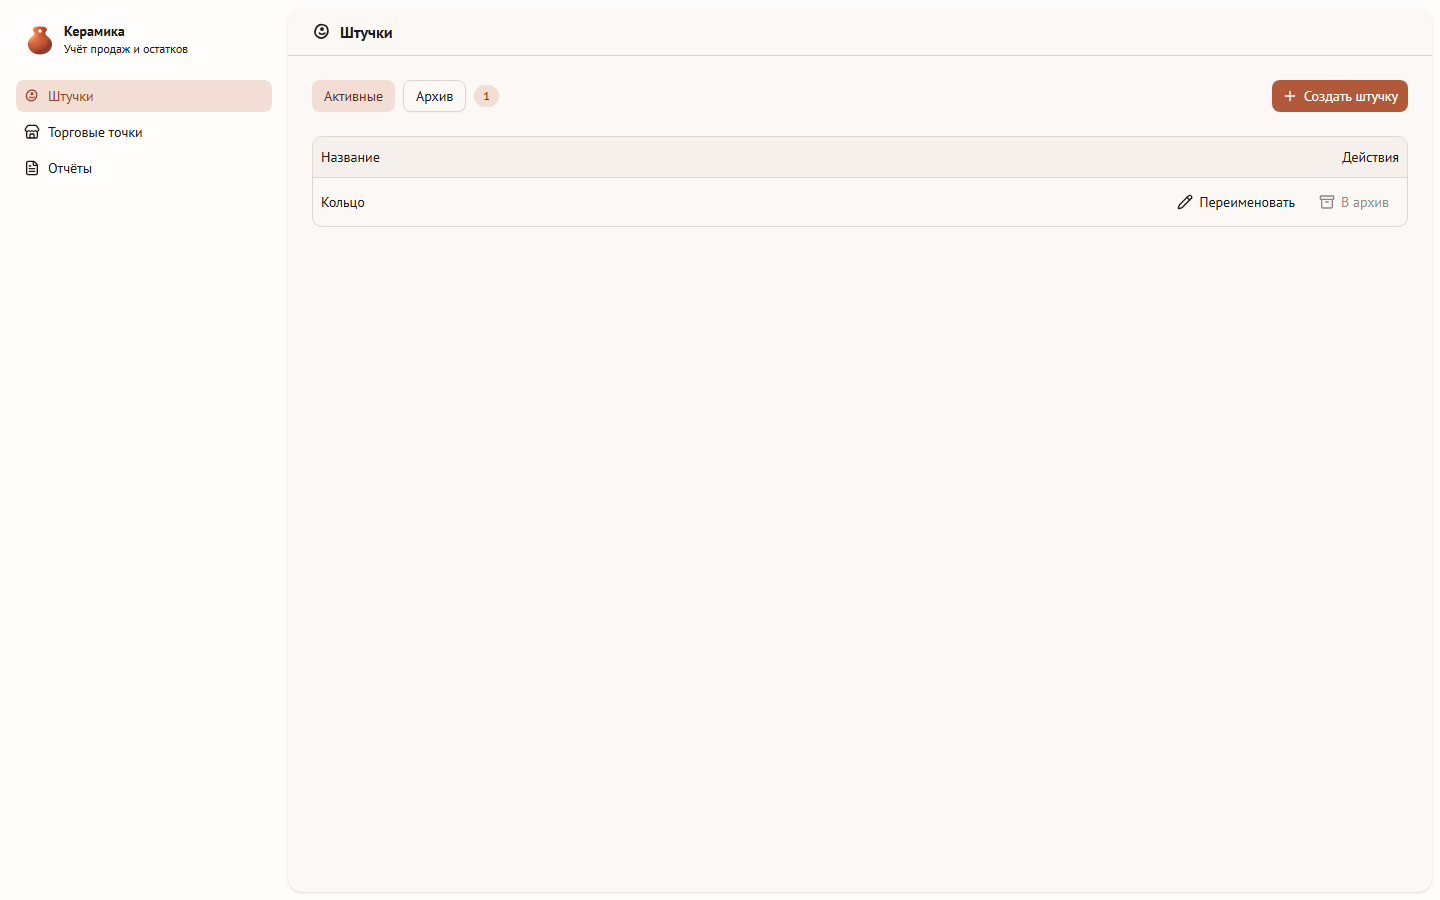 Керамика
Учёт продаж и остатков
Штучки
Торговые точки
Отчёты
Штучки
Активные
Архив
1
Создать штучку
Название
Действия
Кольцо
Переименовать
В архив